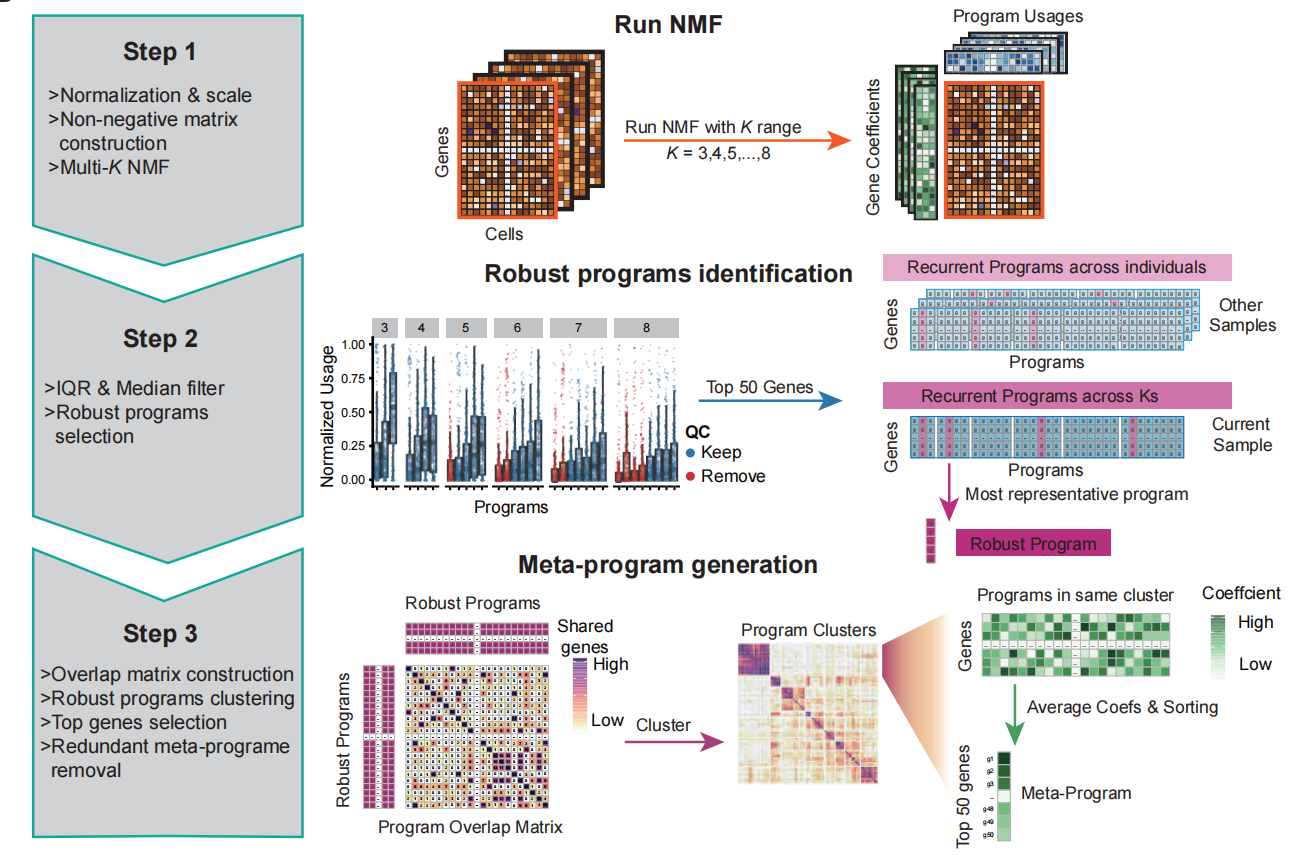 Step 1
>Normalization & scale
>Non-negative matrix
construction
>Multi-K NMF
Run NMF
Genes
Cells
Run NMF with K range
K = 3,4,5,...,8
Program Usages
Gene Coefficients
Step 2
>IQR & Median filter
>Robust programs
selection
Robust programs identification
3 4 5 6 7 8
Normalized Usage
1.00
0.75
0.50
0.25
0.00
Programs
QC
Keep
Remove
Top 50 Genes
Recurrent Programs across individuals
Genes
Programs
Other
Samples
Recurrent Programs across Ks
Genes
Programs
Current
Sample
Most representative program
Robust Program
Step 3
>Overlap matrix construction
>Robust programs clustering
>Top genes selection
>Redundant meta-programe
removal
Meta-program generation
Robust Programs
Robust Programs
Shared
genes
High
Low
Program Overlap Matrix
Cluster
Program Clusters
Programs in same cluster
Genes
Coeffcient
High
Low
Average Coefs & Sorting
Top 50 genes
g1
g2
g3
g48
g49
g50
Meta-Program